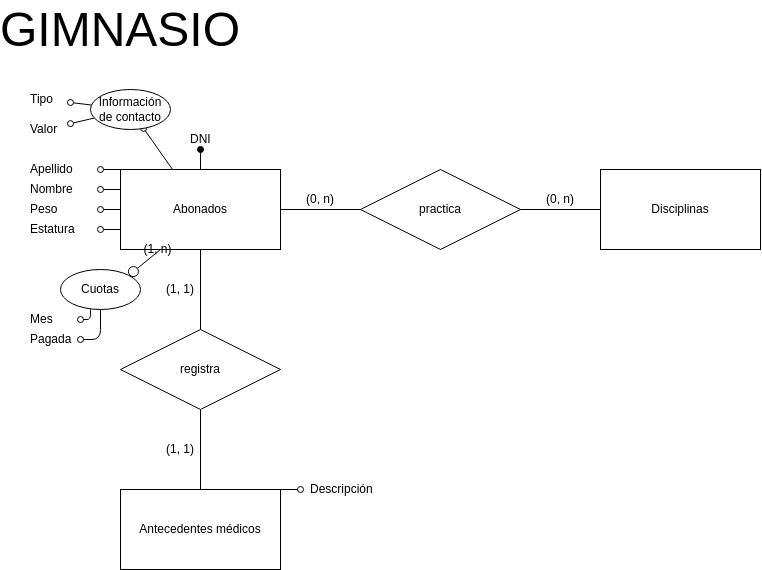 GIMNASIO
Tipo
Información
de contacto
Valor
DNI
Apellido
Nombre
Peso
Estatura
Abonados
(0, n)
practica
(0, n)
Disciplinas
(1, n)
Cuotas
(1, 1)
Mes
Pagada
registra
(1, 1)
Descripción
Antecedentes médicos